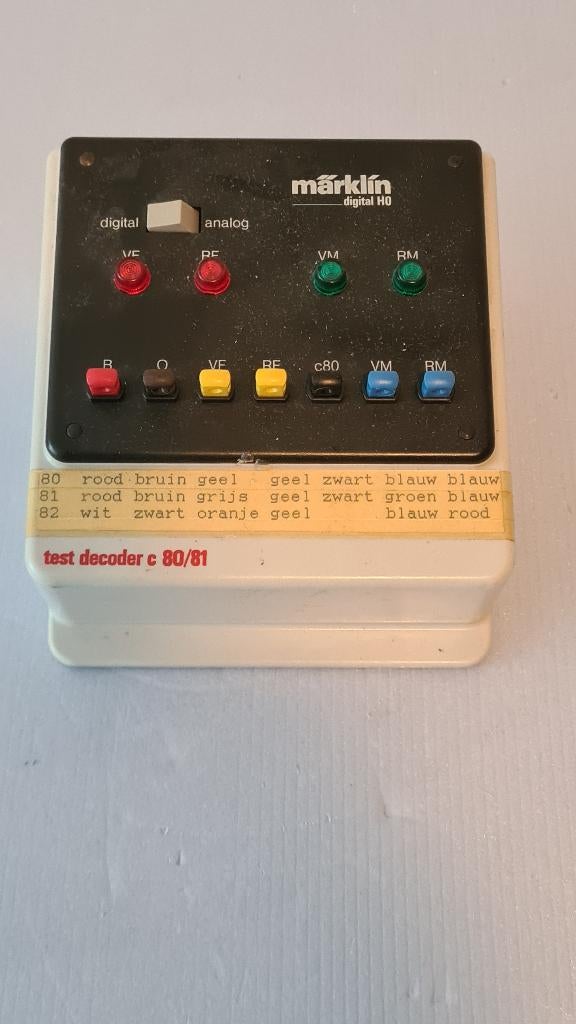 märklin
digital H0
digital analog
VF RF VM RM
R O VF RF c80 VM RM
80 rood bruin geel geel zwart blauw blauw
81 rood bruin grijs geel zwart groen blauw
82 wit zwart oranje geel blauw rood
test decoder c 80/81